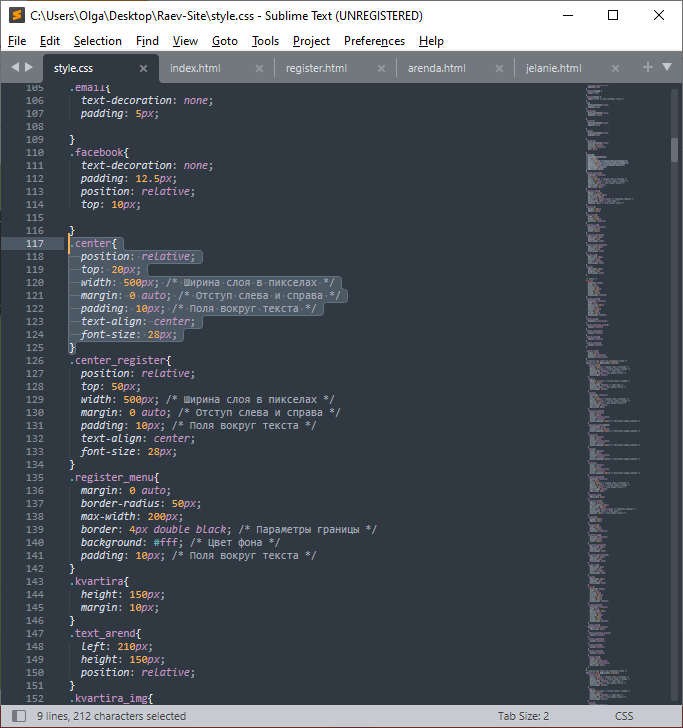 C:\Users\Olga\Desktop\Raev-Site\style.css - Sublime Text (UNREGISTERED)
File Edit Selection Find View Goto Tools Project Preferences Help
style.css index.html register.html arenda.html jelanie.html
105 .email{
106 text-decoration: none;
107 padding: 5px;
108
109 }
110 .facebook{
111 text-decoration: none;
112 padding: 12.5px;
113 position: relative;
114 top: 10px;
115
116 }
117 .center{
118 position: relative;
119 top: 20px;
120 width: 500px; /* Ширина слоя в пикселах */
121 margin: 0 auto; /* Отступ слева и справа */
122 padding: 10px; /* Поля вокруг текста */
123 text-align: center;
124 font-size: 28px;
125 }
126 .center_register{
127 position: relative;
128 top: 50px;
129 width: 500px; /* Ширина слоя в пикселах */
130 margin: 0 auto; /* Отступ слева и справа */
131 padding: 10px; /* Поля вокруг текста */
132 text-align: center;
133 font-size: 28px;
134 }
135 .register_menu{
136 margin: 0 auto;
137 border-radius: 50px;
138 max-width: 200px;
139 border: 4px double black; /* Параметры границы */
140 background: #fff; /* Цвет фона */
141 padding: 10px; /* Поля вокруг текста */
142 }
143 .kvartira{
144 height: 150px;
145 margin: 10px;
146 }
147 .text_arend{
148 left: 210px;
149 height: 150px;
150 position: relative;
151 }
152 .kvartira_img{
9 lines, 212 characters selected Tab Size: 2 CSS